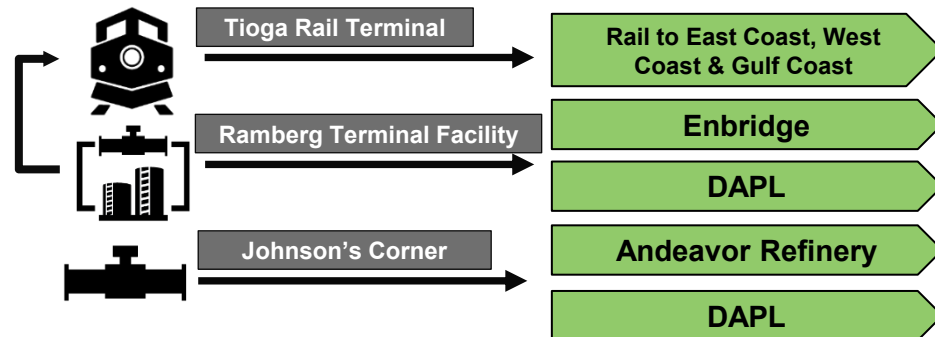 Tioga Rail Terminal
Rail to East Coast, West
Coast & Gulf Coast
Ramberg Terminal Facility
Enbridge
DAPL
Johnson’s Corner
Andeavor Refinery
DAPL